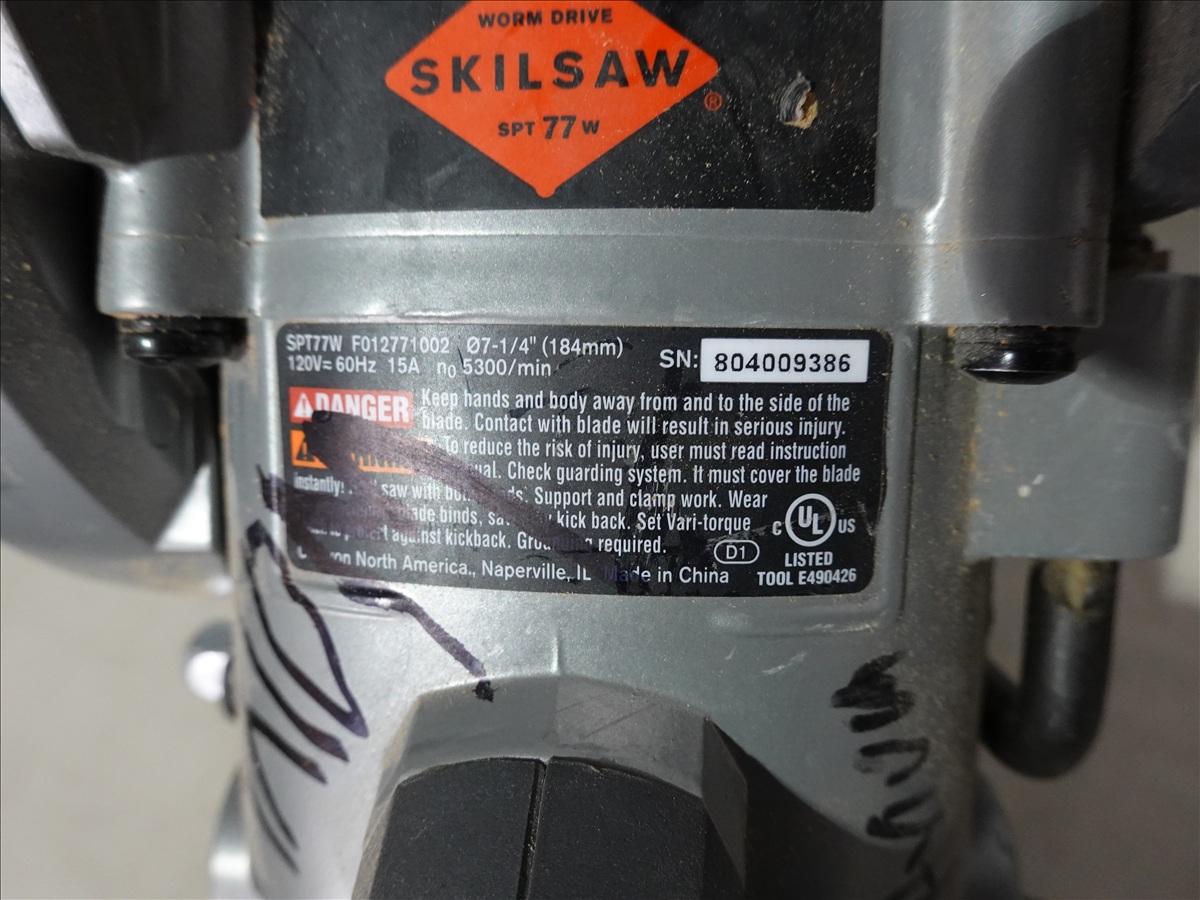 WORM DRIVE
SKILSAW ®
SPT 77 W
SPT77W F012771002 Ø7-1/4" (184mm)
120V= 60Hz 15A n0 5300/min
SN: 804009386
DANGER Keep hands and body away from and to the side of the
blade. Contact with blade will result in serious injury.
To reduce the risk of injury, user must read instruction
Check guarding system. It must cover the blade
instantly! saw with Support and clamp work. Wear
blade binds, kick back. Set Vari-torque
against kickback. required.
North America., Naperville, IL Made in China
D1
C UL US
LISTED
TOOL E490426